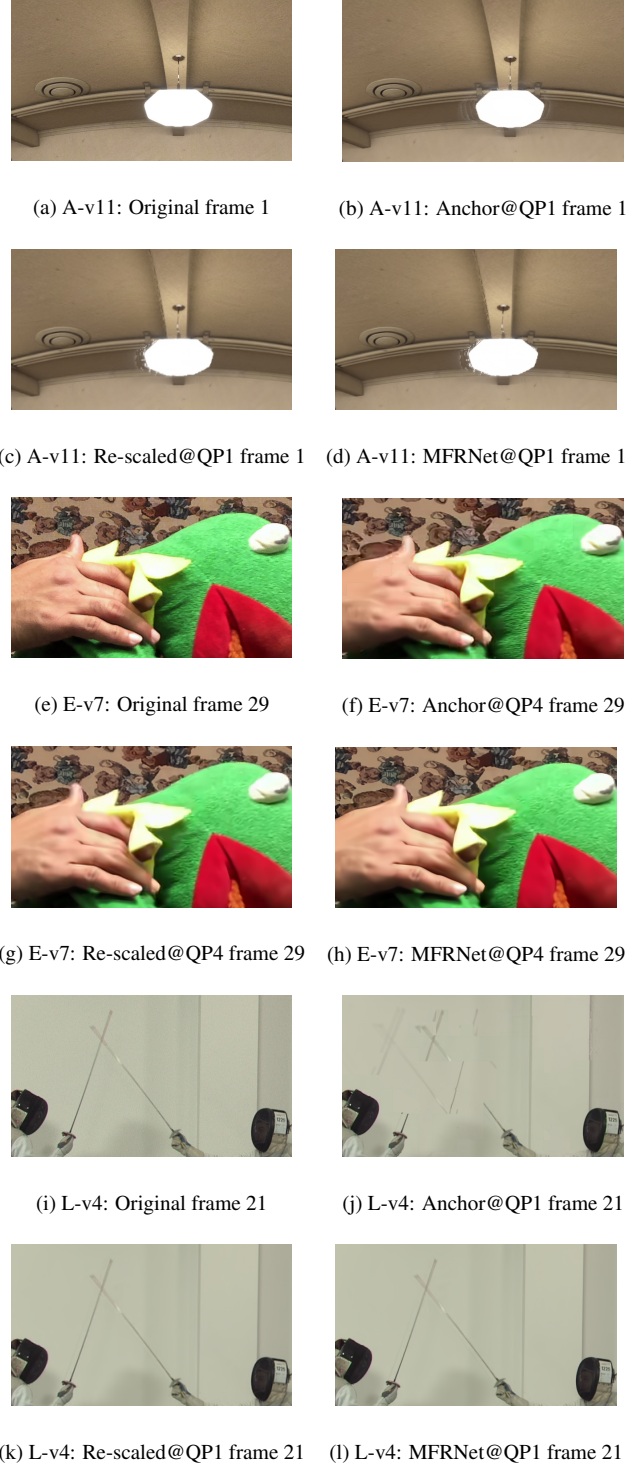 (a) A-v11: Original frame 1
(b) A-v11: Anchor@QP1 frame 1
(c) A-v11: Re-scaled@QP1 frame 1
(d) A-v11: MFRNet@QP1 frame 1
(e) E-v7: Original frame 29
(f) E-v7: Anchor@QP4 frame 29
(g) E-v7: Re-scaled@QP4 frame 29
(h) E-v7: MFRNet@QP4 frame 29
(i) L-v4: Original frame 21
(j) L-v4: Anchor@QP1 frame 21
(k) L-v4: Re-scaled@QP1 frame 21
(l) L-v4: MFRNet@QP1 frame 21